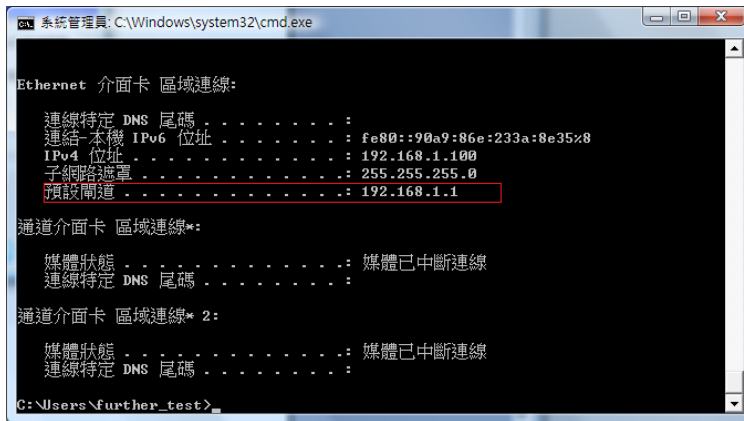 系統管理員: C:\Windows\system32\cmd.exe
Ethernet 介面卡 區域連線:
連線特定 DNS 尾碼 . . . . . . . . :
連結-本機 IPv6 位址 . . . . . . . : fe80::90a9:86e:233a:8e35%8
IPv4 位址 . . . . . . . . . . . . : 192.168.1.100
子網路遮罩 . . . . . . . . . . . .: 255.255.255.0
預設閘道 . . . . . . . . . . . . .: 192.168.1.1
通道介面卡 區域連線*:
媒體狀態 . . . . . . . . . . . . .: 媒體已中斷連線
連線特定 DNS 尾碼 . . . . . . . . :
通道介面卡 區域連線* 2:
媒體狀態 . . . . . . . . . . . . .: 媒體已中斷連線
連線特定 DNS 尾碼 . . . . . . . . :
C:\Users\further_test>_